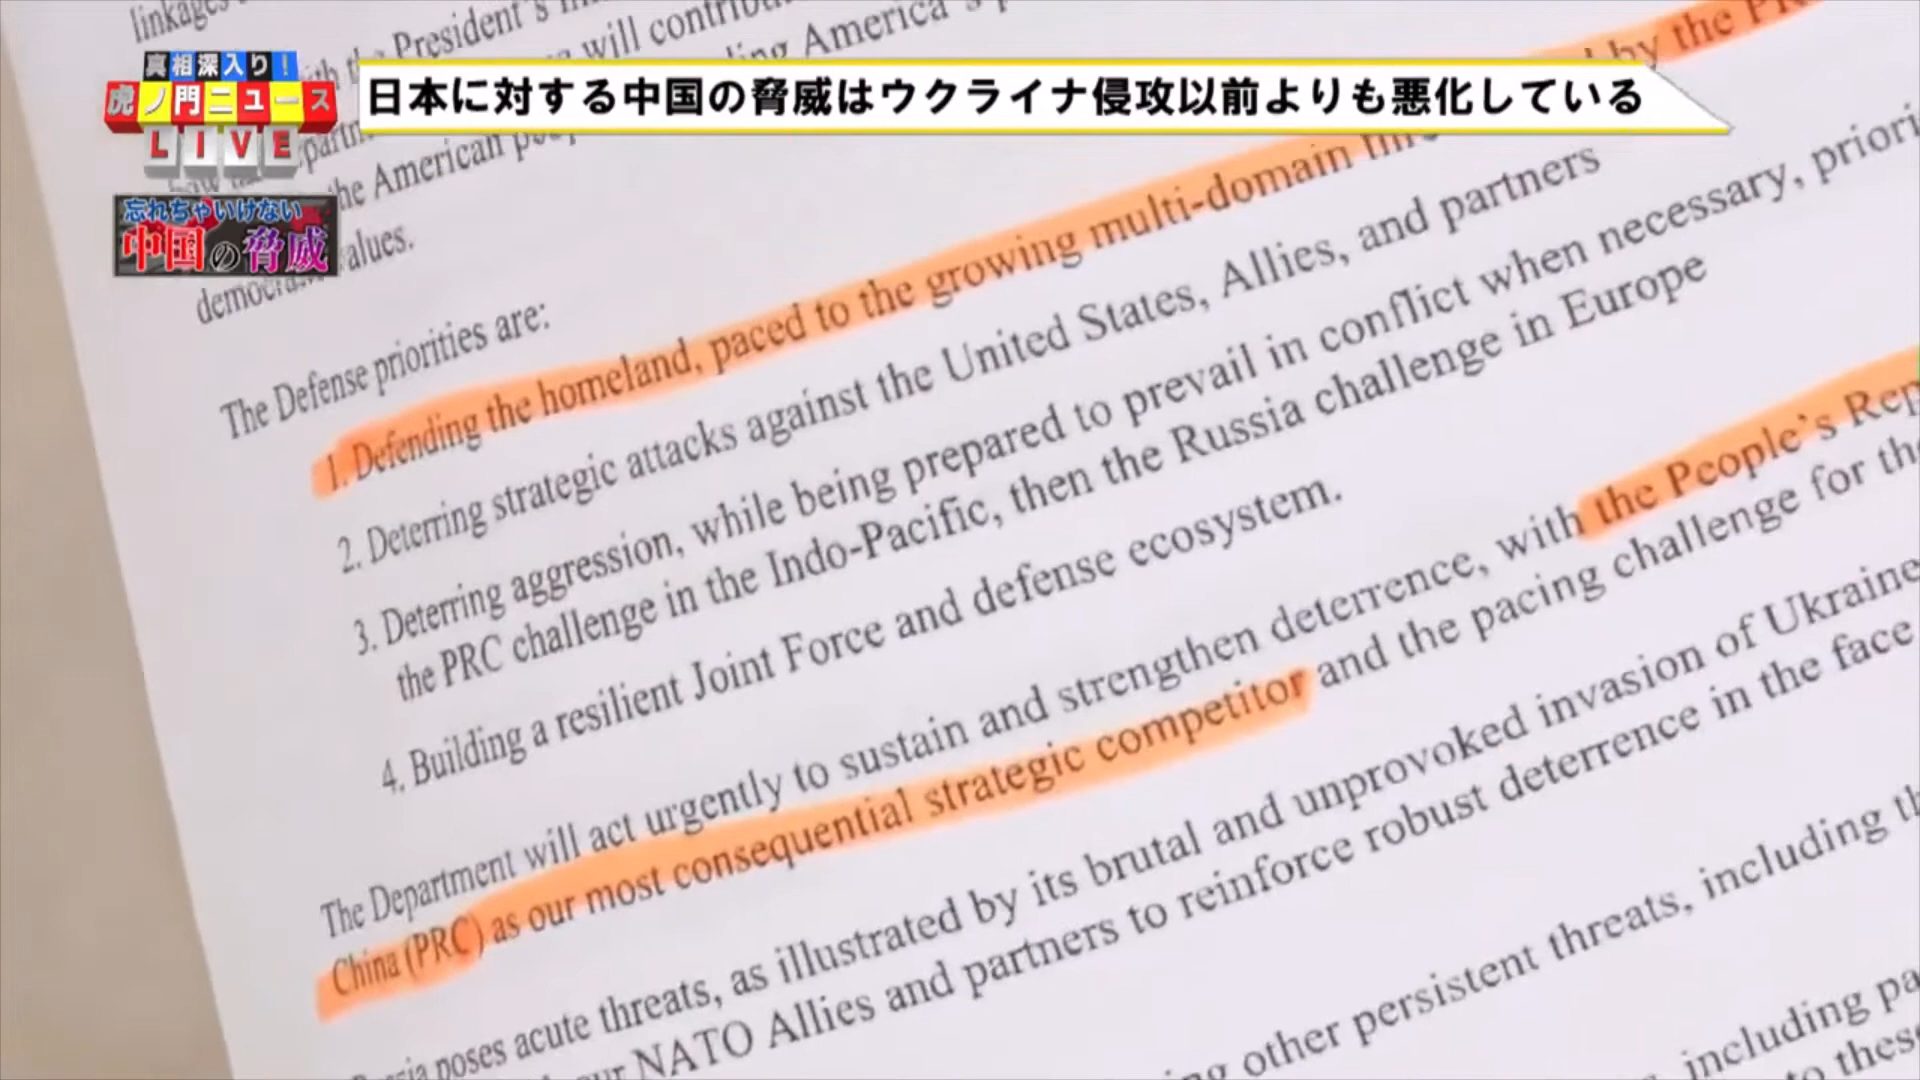 真相深入り!
虎ノ門ニュース
LIVE
忘れちゃいけない
中国の脅威
日本に対する中国の脅威はウクライナ侵攻以前よりも悪化している
linkages
the President's
will contribu
America's
by the
the American
alues.
The Defense priorities are:
1. Defending the homeland, paced to the growing multi-domain
2. Deterring strategic attacks against the United States, Allies, and partners
3. Deterring aggression, while being prepared to prevail in conflict when necessary, priori
the PRC challenge in the Indo-Pacific, then the Russia challenge in Europe
4. Building a resilient Joint Force and defense ecosystem.
The Department will act urgently to sustain and strengthen deterrence, with the People's Rep
China (PRC) as our most consequential strategic competitor and the pacing challenge for the
poses acute threats, as illustrated by its brutal and unprovoked invasion of Ukraine
NATO Allies and partners to reinforce robust deterrence in the face
other persistent threats, including
including
to these